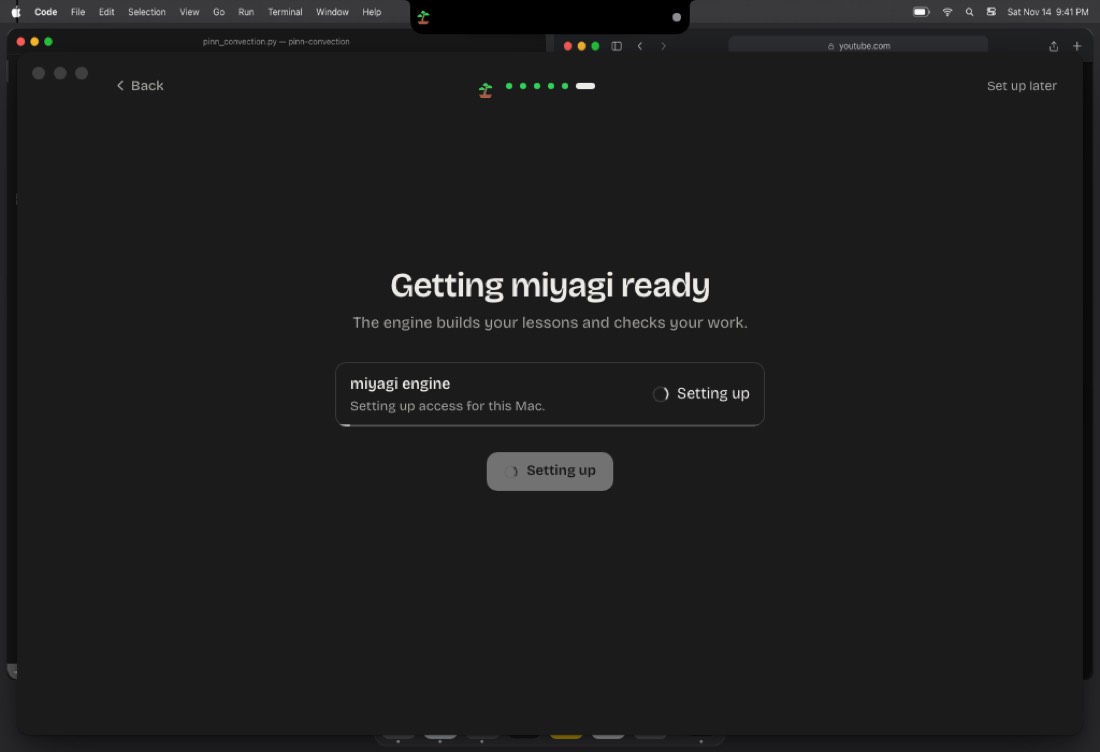 Code File Edit Selection View Go Run Terminal Window Help Sat Nov 14 9:41 PM
pinn_convection.py — pinn-convection
youtube.com
Back
Set up later
Getting miyagi ready
The engine builds your lessons and checks your work.
miyagi engine
Setting up access for this Mac.
Setting up
Setting up